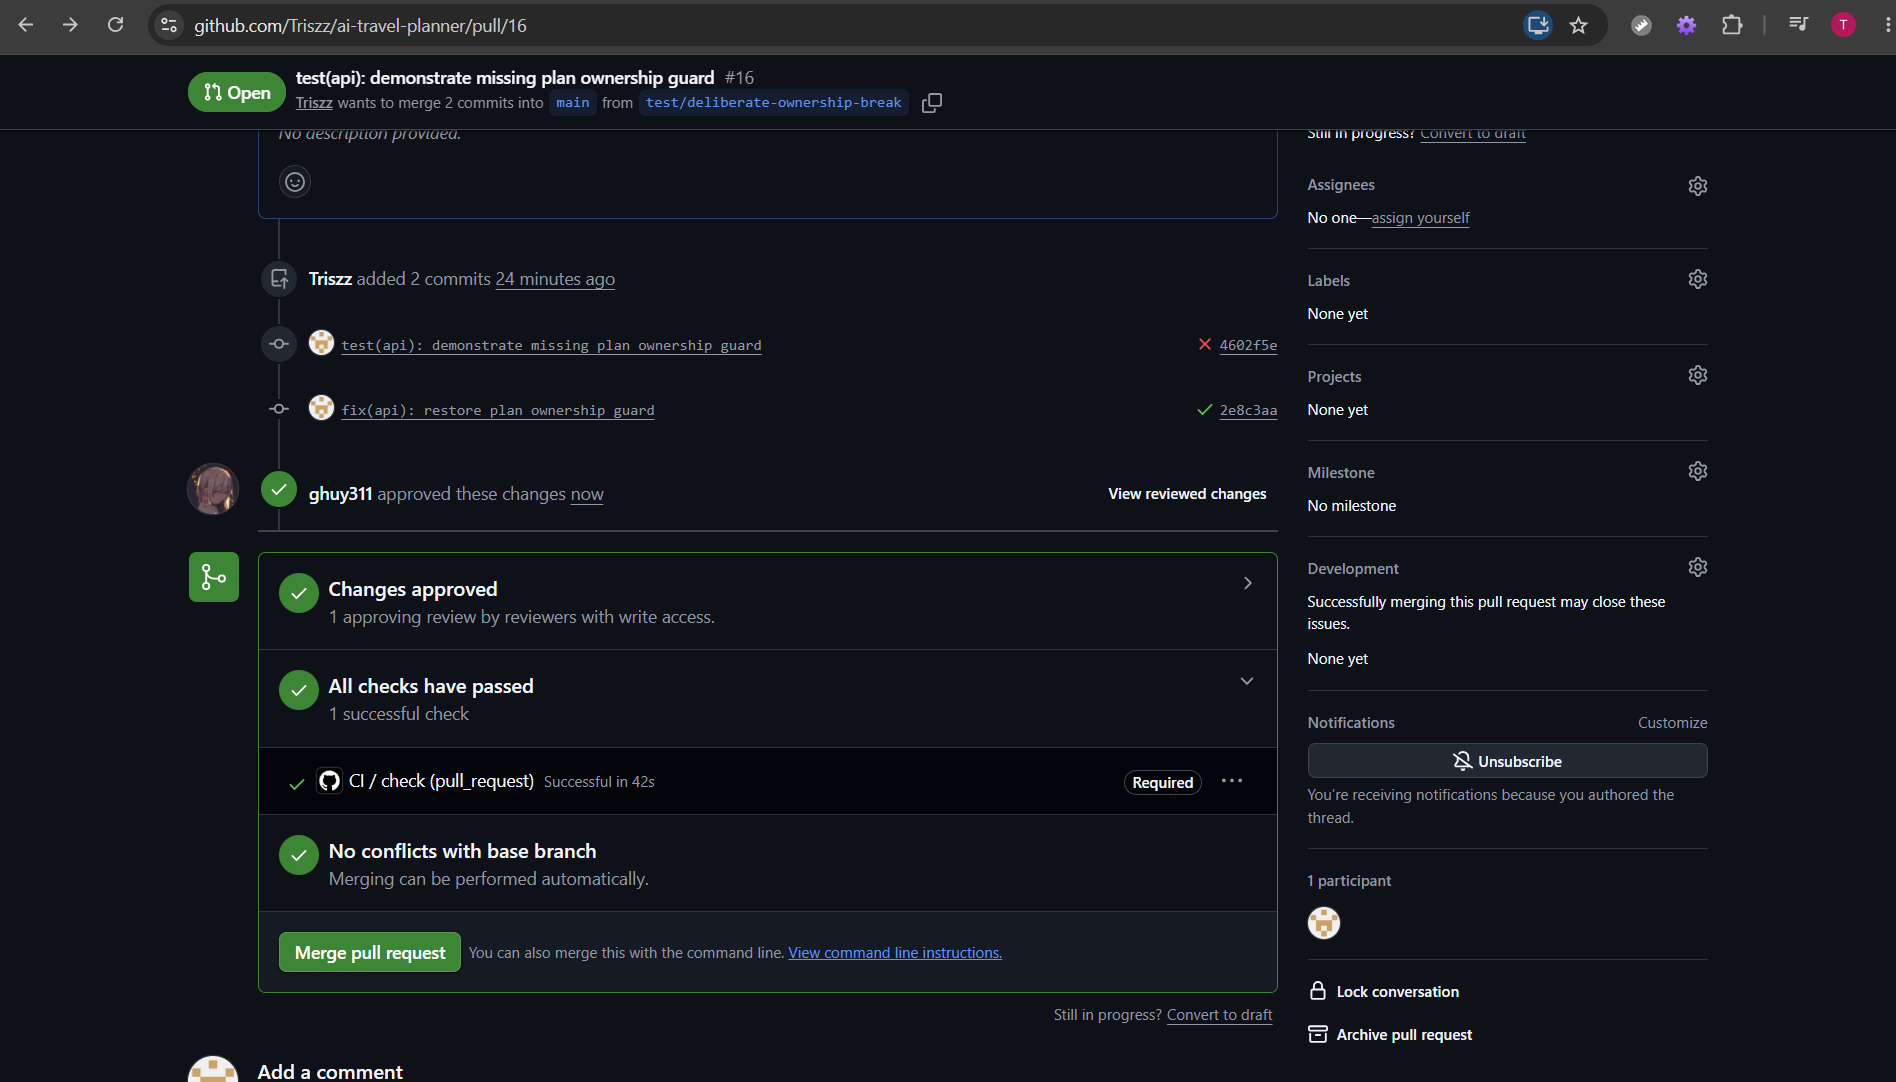 github.com/Triszz/ai-travel-planner/pull/16
T
Open
test(api): demonstrate missing plan ownership guard #16
Triszz wants to merge 2 commits into main from test/deliberate-ownership-break
No description provided.
Triszz added 2 commits 24 minutes ago
test(api): demonstrate missing plan ownership guard 4602f5e
fix(api): restore plan ownership guard 2e8c3aa
ghuy311 approved these changes now View reviewed changes
Changes approved
1 approving review by reviewers with write access.
All checks have passed
1 successful check
CI / check (pull_request) Successful in 42s Required
No conflicts with base branch
Merging can be performed automatically.
Merge pull request You can also merge this with the command line. View command line instructions.
Still in progress? Convert to draft
Add a comment
Still in progress? Convert to draft
Assignees
No one—assign yourself
Labels
None yet
Projects
None yet
Milestone
No milestone
Development
Successfully merging this pull request may close these
issues.
None yet
Notifications Customize
Unsubscribe
You're receiving notifications because you authored the
thread.
1 participant
Lock conversation
Archive pull request